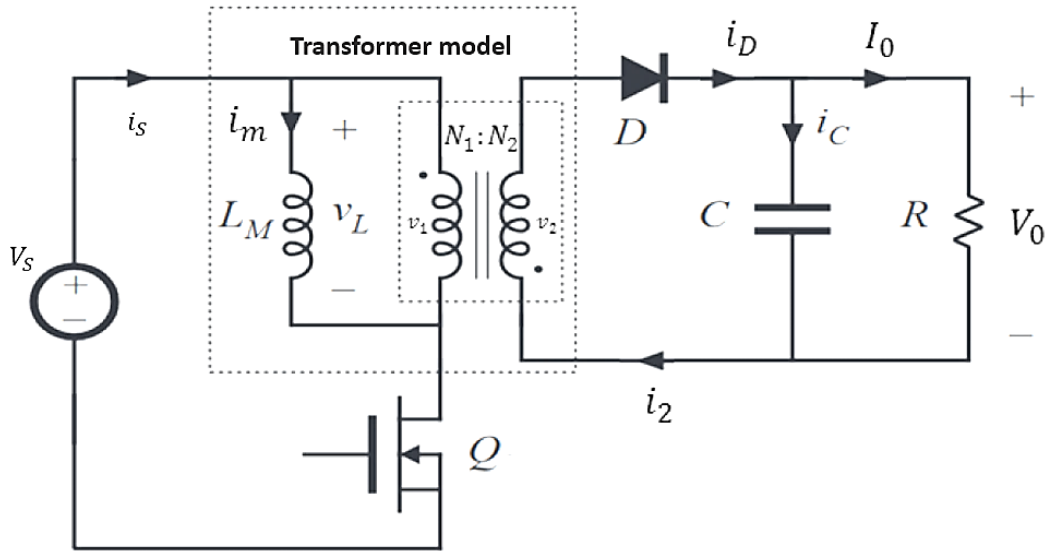 Transformer model
i_D
I_0
i_S
i_m
+
N_1:N_2
D
i_C
+
L_M
v_L
v_1
v_2
C
R
V_0
V_S
+
−
−
−
i_2
Q